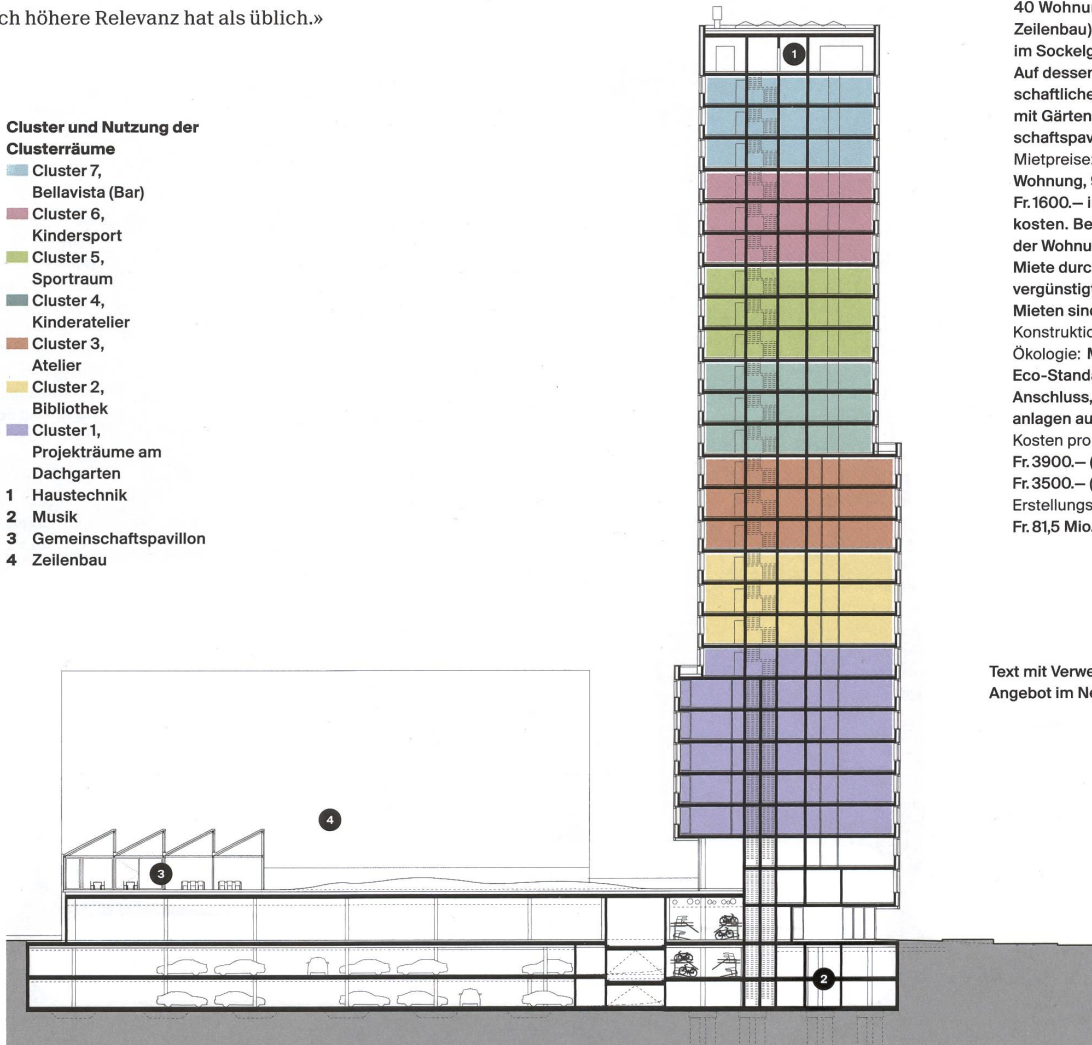 ch höhere Relevanz hat als üblich.»
Cluster und Nutzung der
Clusterräume
Cluster 7,
Bellavista (Bar)
Cluster 6,
Kindersport
Cluster 5,
Sportraum
Cluster 4,
Kinderatelier
Cluster 3,
Atelier
Cluster 2,
Bibliothek
Cluster 1,
Projekträume am
Dachgarten
1 Haustechnik
2 Musik
3 Gemeinschaftspavillon
4 Zeilenbau
1
4
3
2
40 Wohnu
Zeilenbau)
im Sockelg
Auf desser
schaftliche
mit Gärten
schaftspav
Mietpreise:
Wohnung, 
Fr. 1600.– i
kosten. Be
der Wohnu
Miete durc
vergünstigt
Mieten sind
Konstruktio
Ökologie: M
Eco-Standa
Anschluss,
anlagen au
Kosten pro
Fr. 3900.– (
Fr. 3500.– (
Erstellungs
Fr. 81,5 Mio.
Text mit Verwe
Angebot im Ne